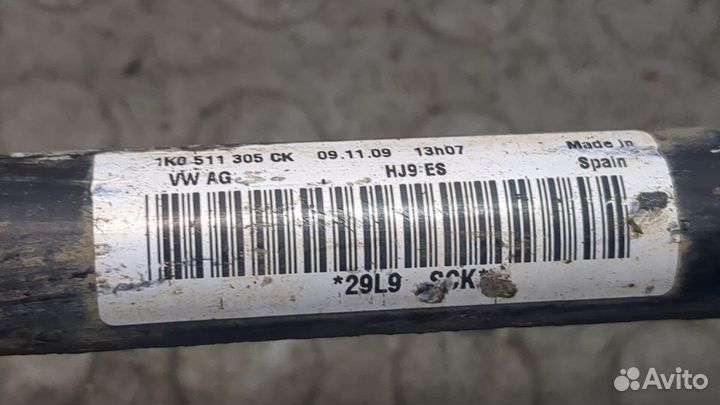 1K0 511 305 CK 09.11.09 13h07 Made in
VW AG HJ9 ES Spain
*29L9 SCK*
Avito